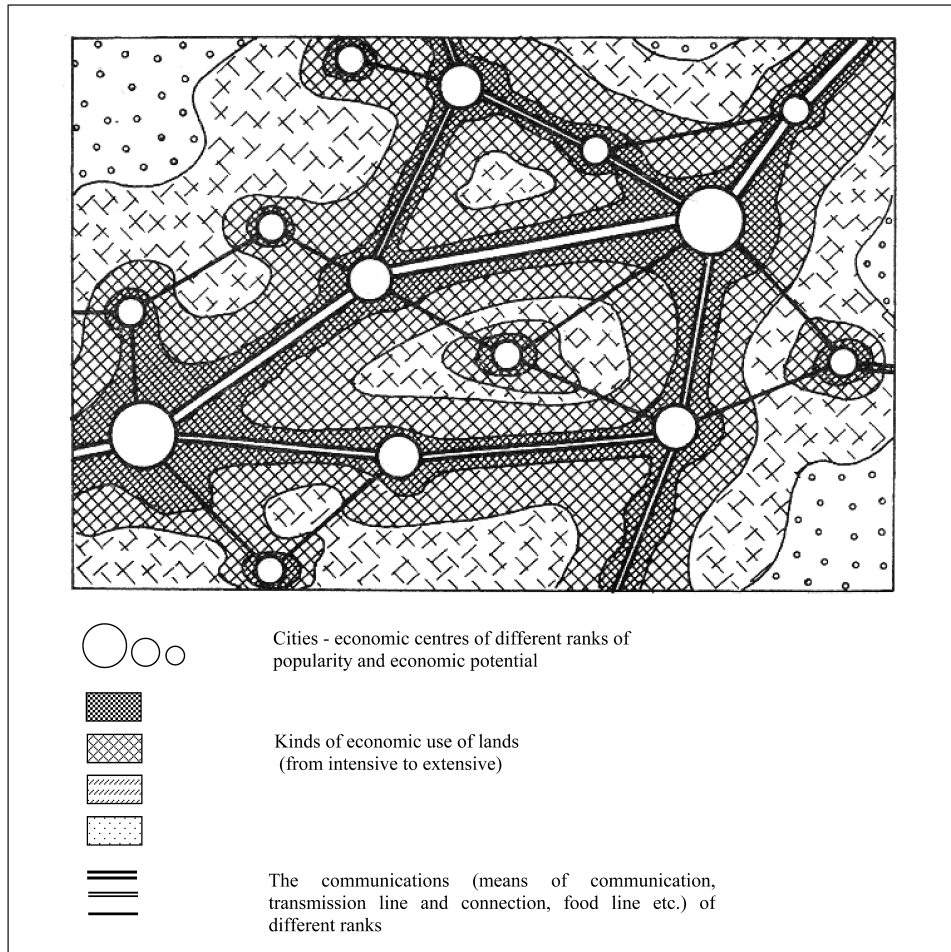 Cities - economic centres of different ranks of
popularity and economic potential
Kinds of economic use of lands
(from intensive to extensive)
The communications (means of communication,
transmission line and connection, food line etc.) of
different ranks